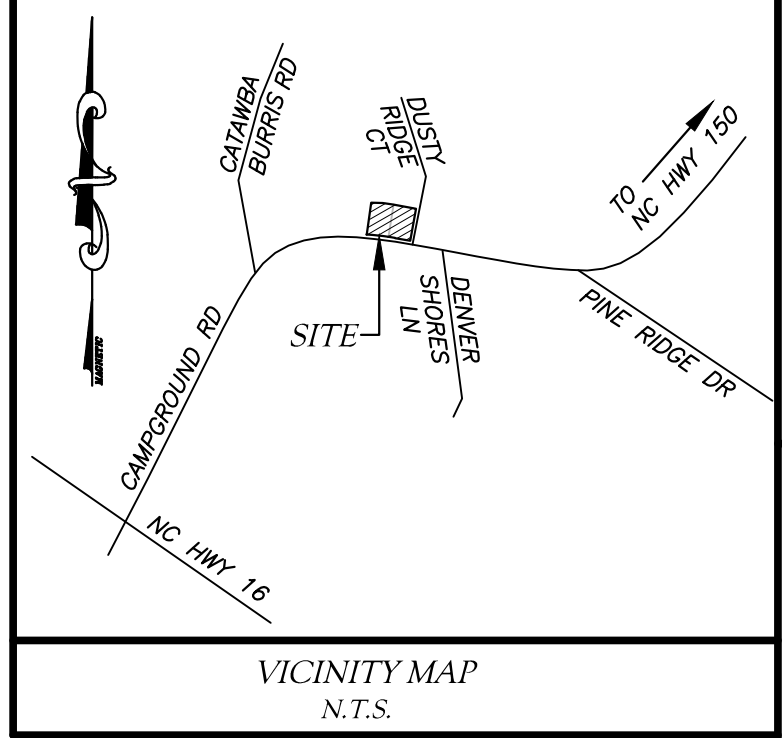 CATAWBA
BURRIS RD
DUSTY
RIDGE
CT
TO
NC HWY 150
MAGNETIC
SITE
DENVER
SHORES
LN
PINE RIDGE DR
CAMPGROUND RD
NC HWY 16
VICINITY MAP
N.T.S.